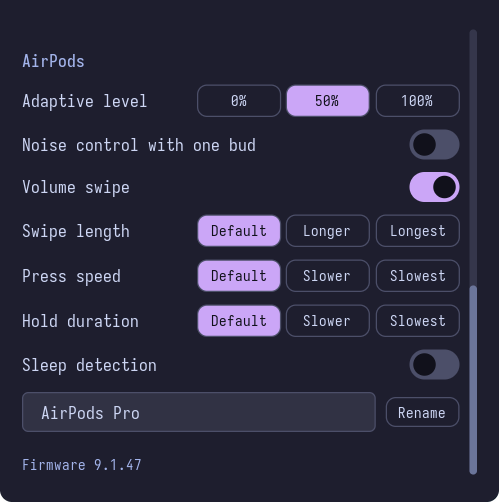 AirPods
Adaptive level 0% 50% 100%
Noise control with one bud
Volume swipe
Swipe length Default Longer Longest
Press speed Default Slower Slowest
Hold duration Default Slower Slowest
Sleep detection
AirPods Pro Rename
Firmware 9.1.47